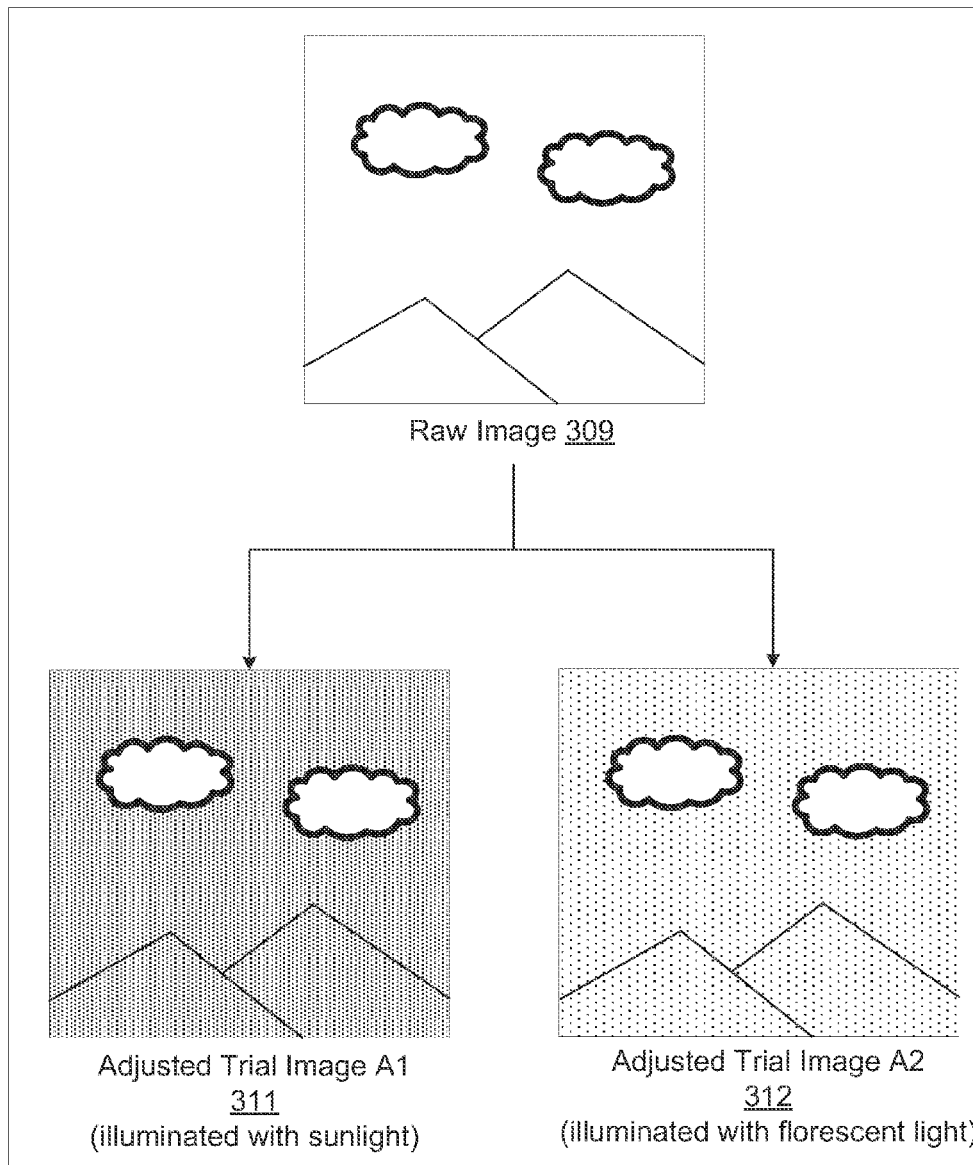 Raw Image 309
Adjusted Trial Image A1
311
(illuminated with sunlight)
Adjusted Trial Image A2
312
(illuminated with florescent light)